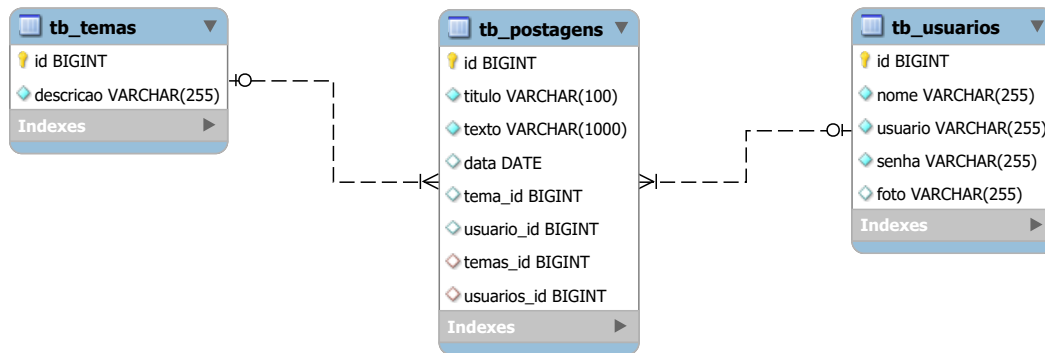 tb_temas
id BIGINT
descricao VARCHAR(255)
Indexes
tb_postagens
id BIGINT
titulo VARCHAR(100)
texto VARCHAR(1000)
data DATE
tema_id BIGINT
usuario_id BIGINT
temas_id BIGINT
usuarios_id BIGINT
Indexes
tb_usuarios
id BIGINT
nome VARCHAR(255)
usuario VARCHAR(255)
senha VARCHAR(255)
foto VARCHAR(255)
Indexes